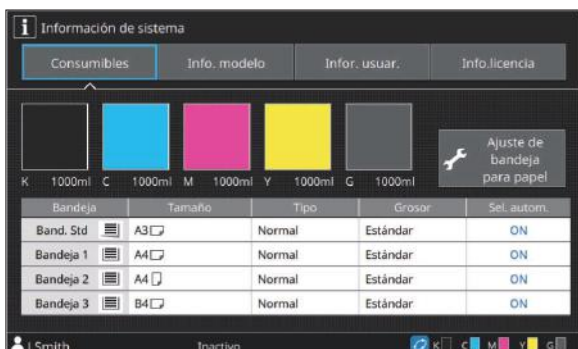 i Información de sistema
Consumibles Info. modelo Infor. usuar. Info.licencia
K 1000ml C 1000ml M 1000ml Y 1000ml G 1000ml
Ajuste de
bandeja
para papel
Bandeja Tamaño Tipo Grosor Sel. autom.
Band. Std A3 Normal Estándar ON
Bandeja 1 A4 Normal Estándar ON
Bandeja 2 A4 Normal Estándar ON
Bandeja 3 B4 Normal Estándar ON
J.Smith Inactivo K C M Y G